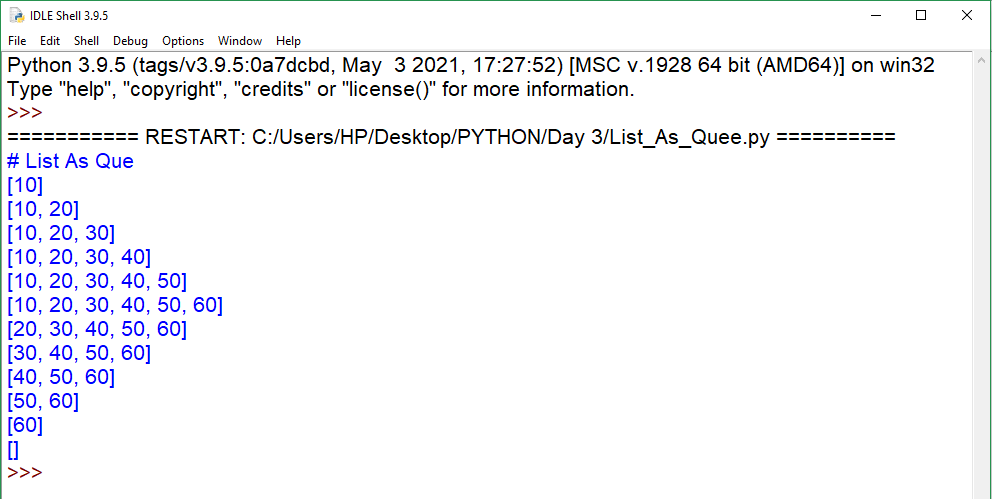 IDLE Shell 3.9.5
File Edit Shell Debug Options Window Help
Python 3.9.5 (tags/v3.9.5:0a7dcbd, May  3 2021, 17:27:52) [MSC v.1928 64 bit (AMD64)] on win32
Type "help", "copyright", "credits" or "license()" for more information.
>>>
=========== RESTART: C:/Users/HP/Desktop/PYTHON/Day 3/List_As_Quee.py ==========
# List As Que
[10]
[10, 20]
[10, 20, 30]
[10, 20, 30, 40]
[10, 20, 30, 40, 50]
[10, 20, 30, 40, 50, 60]
[20, 30, 40, 50, 60]
[30, 40, 50, 60]
[40, 50, 60]
[50, 60]
[60]
[]
>>>